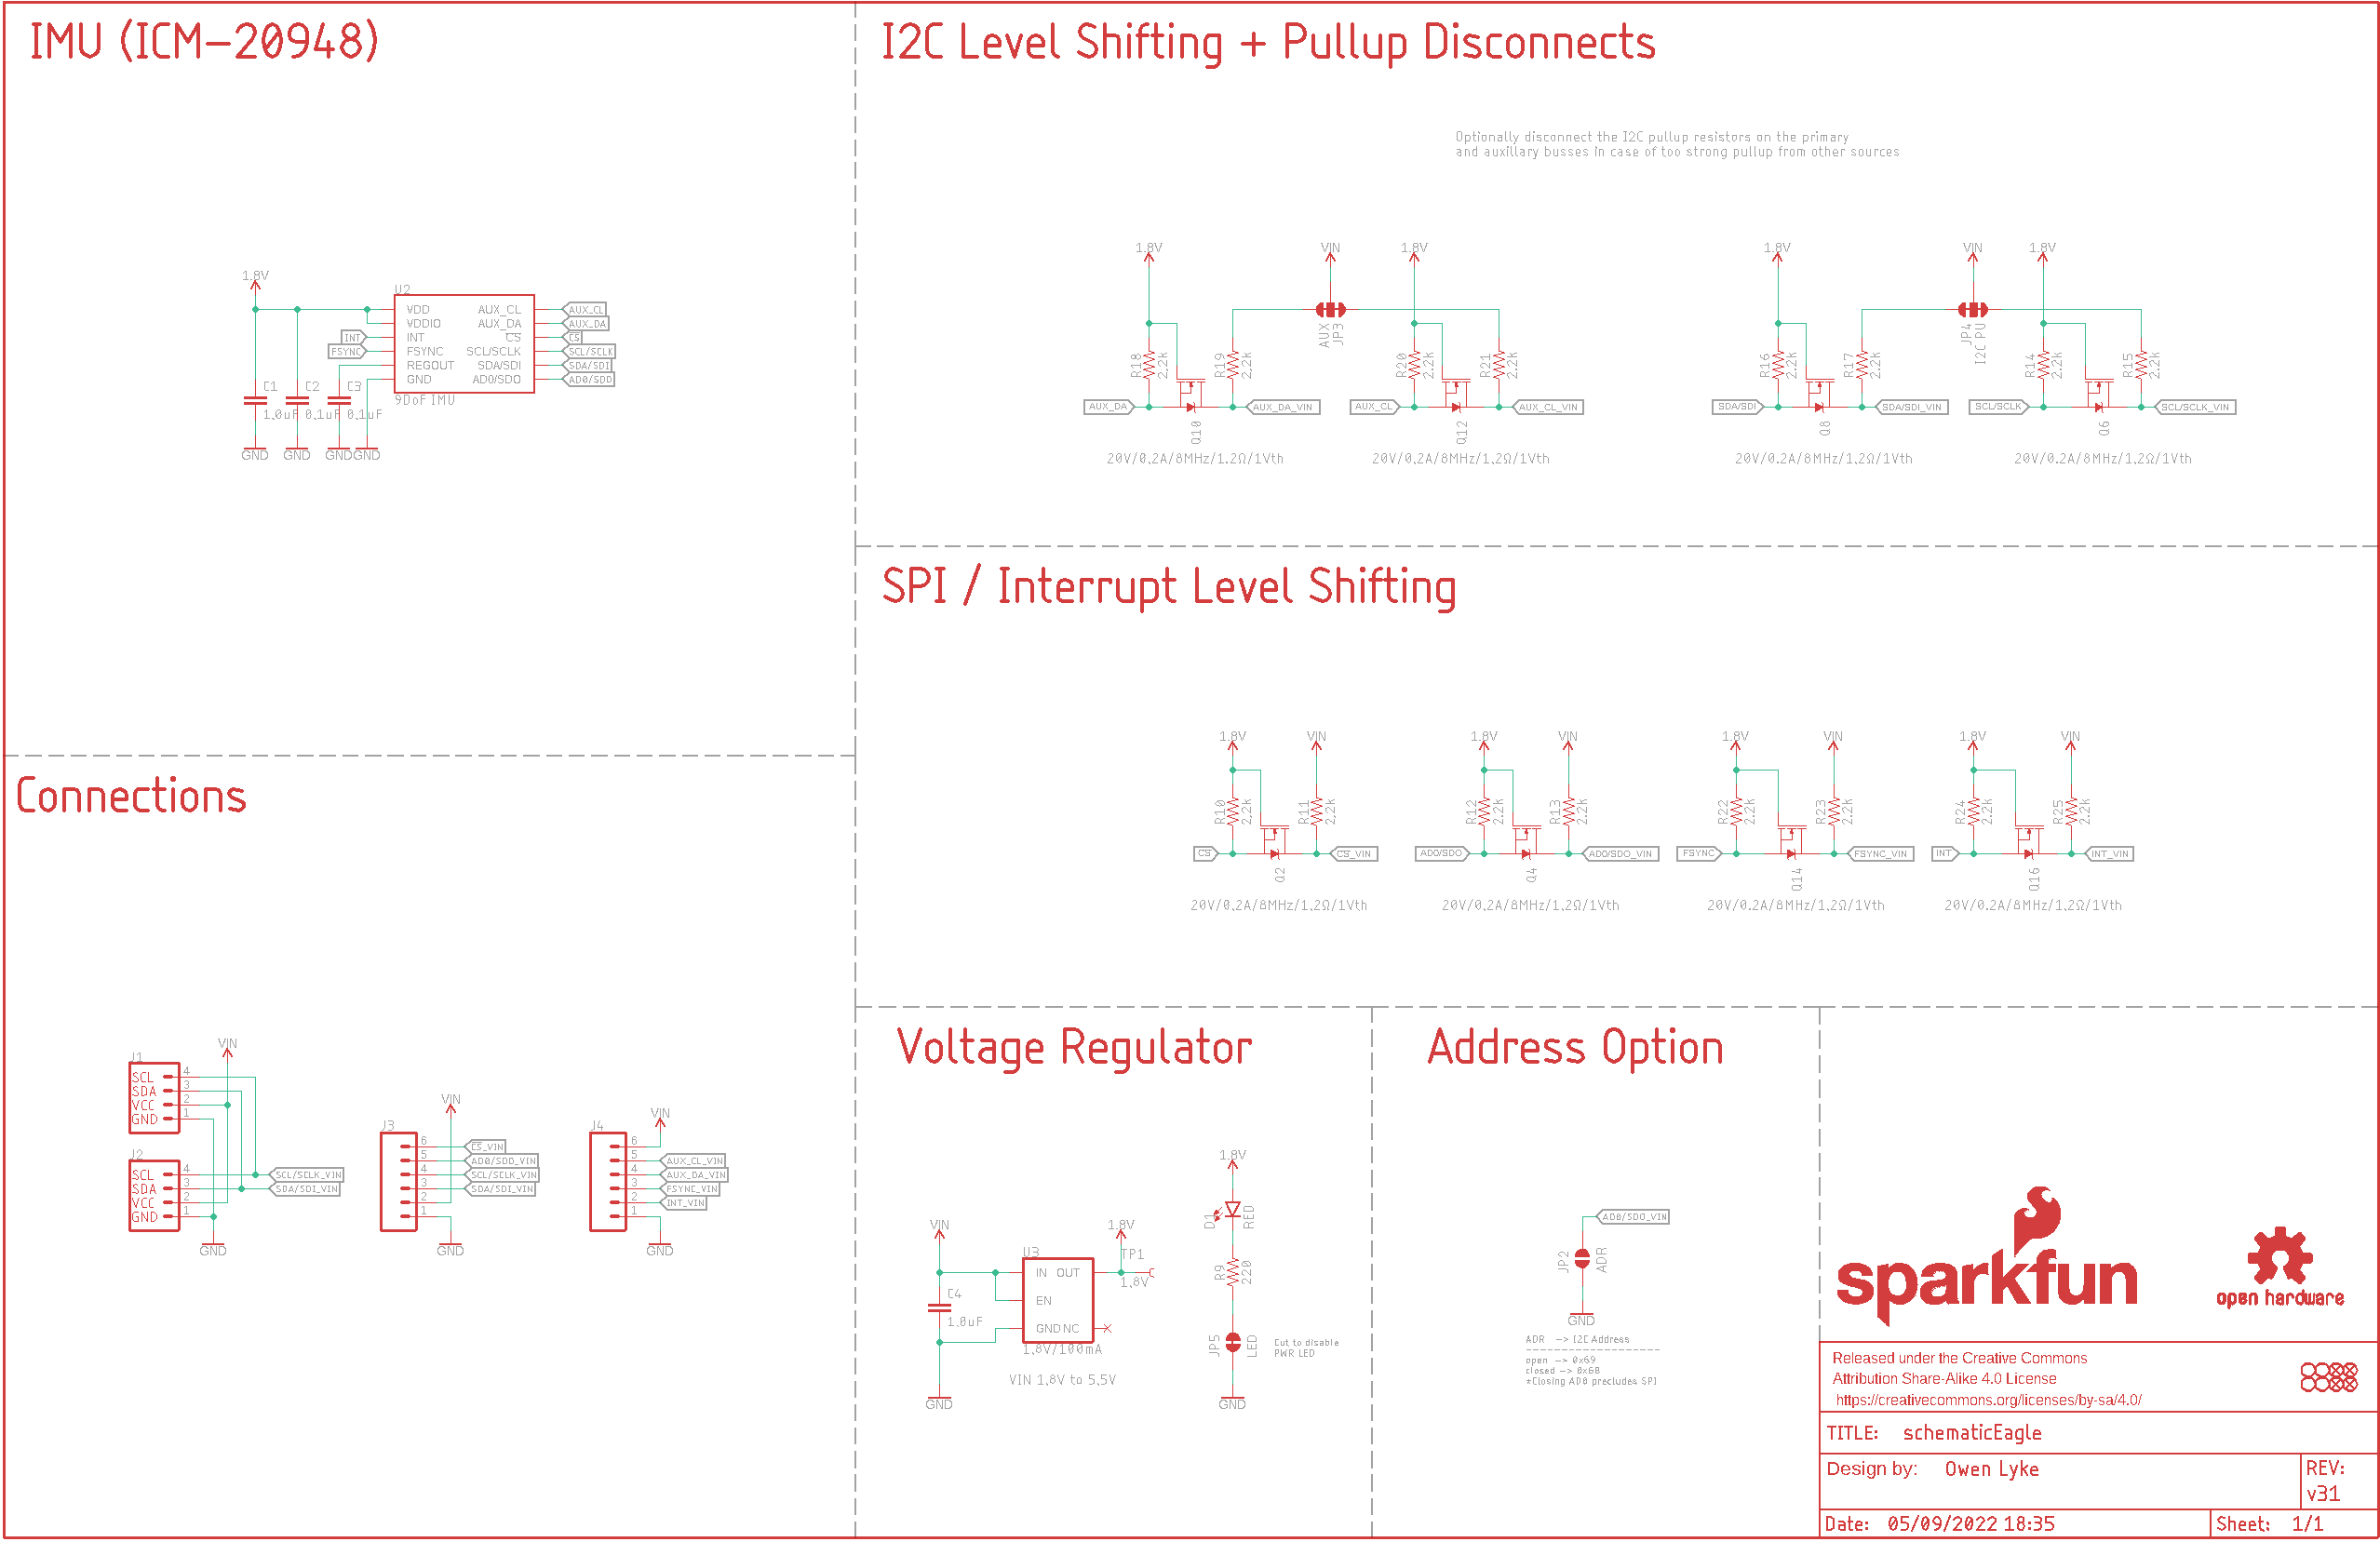 IMU (ICM-20948)
1.8V
U2
VDD
VDDIO
INT
FSYNC
REGOUT
GND
AUX_CL
AUX_DA
CS
SCL/SCLK
SDA/SDI
AD0/SDO
INT
FSYNC
AUX_CL
AUX_DA
CS
SCL/SCLK
SDA/SDI
AD0/SDO
9DoF IMU
C1
1.0uF
C2
0.1uF
C3
0.1uF
GND
GND
GND
GND
I2C Level Shifting + Pullup Disconnects
Optionally disconnect the I2C pullup resistors on the primary
and auxillary busses in case of too strong pullup from other sources
1.8V
VIN
1.8V
1.8V
VIN
1.8V
R18
2.2k
R19
2.2k
AUX
JP3
R20
2.2k
R21
2.2k
R16
2.2k
R17
2.2k
JP4
I2C PU
R14
2.2k
R15
2.2k
AUX_DA
AUX_DA_VIN
AUX_CL
AUX_CL_VIN
SDA/SDI
SDA/SDI_VIN
SCL/SCLK
SCL/SCLK_VIN
Q10
Q12
Q8
Q6
20V/0.2A/8MHz/1.2Ω/1Vth
20V/0.2A/8MHz/1.2Ω/1Vth
20V/0.2A/8MHz/1.2Ω/1Vth
20V/0.2A/8MHz/1.2Ω/1Vth
SPI / Interrupt Level Shifting
1.8V
VIN
1.8V
VIN
1.8V
VIN
1.8V
VIN
R10
2.2k
R11
2.2k
R12
2.2k
R13
2.2k
R22
2.2k
R23
2.2k
R24
2.2k
R25
2.2k
CS
CS_VIN
AD0/SDO
AD0/SDO_VIN
FSYNC
FSYNC_VIN
INT
INT_VIN
Q2
Q4
Q14
Q16
20V/0.2A/8MHz/1.2Ω/1Vth
20V/0.2A/8MHz/1.2Ω/1Vth
20V/0.2A/8MHz/1.2Ω/1Vth
20V/0.2A/8MHz/1.2Ω/1Vth
Connections
VIN
J1
SCL 4
SDA 3
VCC 2
GND 1
J2
SCL 4
SDA 3
VCC 2
GND 1
SCL/SCLK_VIN
SDA/SDI_VIN
GND
VIN
J3
6
5
4
3
2
1
CS_VIN
AD0/SDO_VIN
SCL/SCLK_VIN
SDA/SDI_VIN
GND
VIN
J4
6
5
4
3
2
1
AUX_CL_VIN
AUX_DA_VIN
FSYNC_VIN
INT_VIN
GND
Voltage Regulator
VIN
C4
1.0uF
U3
IN OUT
EN
GND NC
1.8V/100mA
VIN 1.8V to 5.5V
1.8V
TP1
1.8V
GND
1.8V
D1
RED
R9
220
JP5
LED
Cut to disable
PWR LED
GND
Address Option
AD0/SDO_VIN
JP2
ADR
GND
ADR -> I2C Address
---------------------
open -> 0x69
closed -> 0x68
*Closing AD0 precludes SPI
sparkfun
open hardware
Released under the Creative Commons
Attribution Share-Alike 4.0 License
https://creativecommons.org/licenses/by-sa/4.0/
TITLE: schematicEagle
Design by: Owen Lyke
REV:
v31
Date: 05/09/2022 18:35
Sheet: 1/1